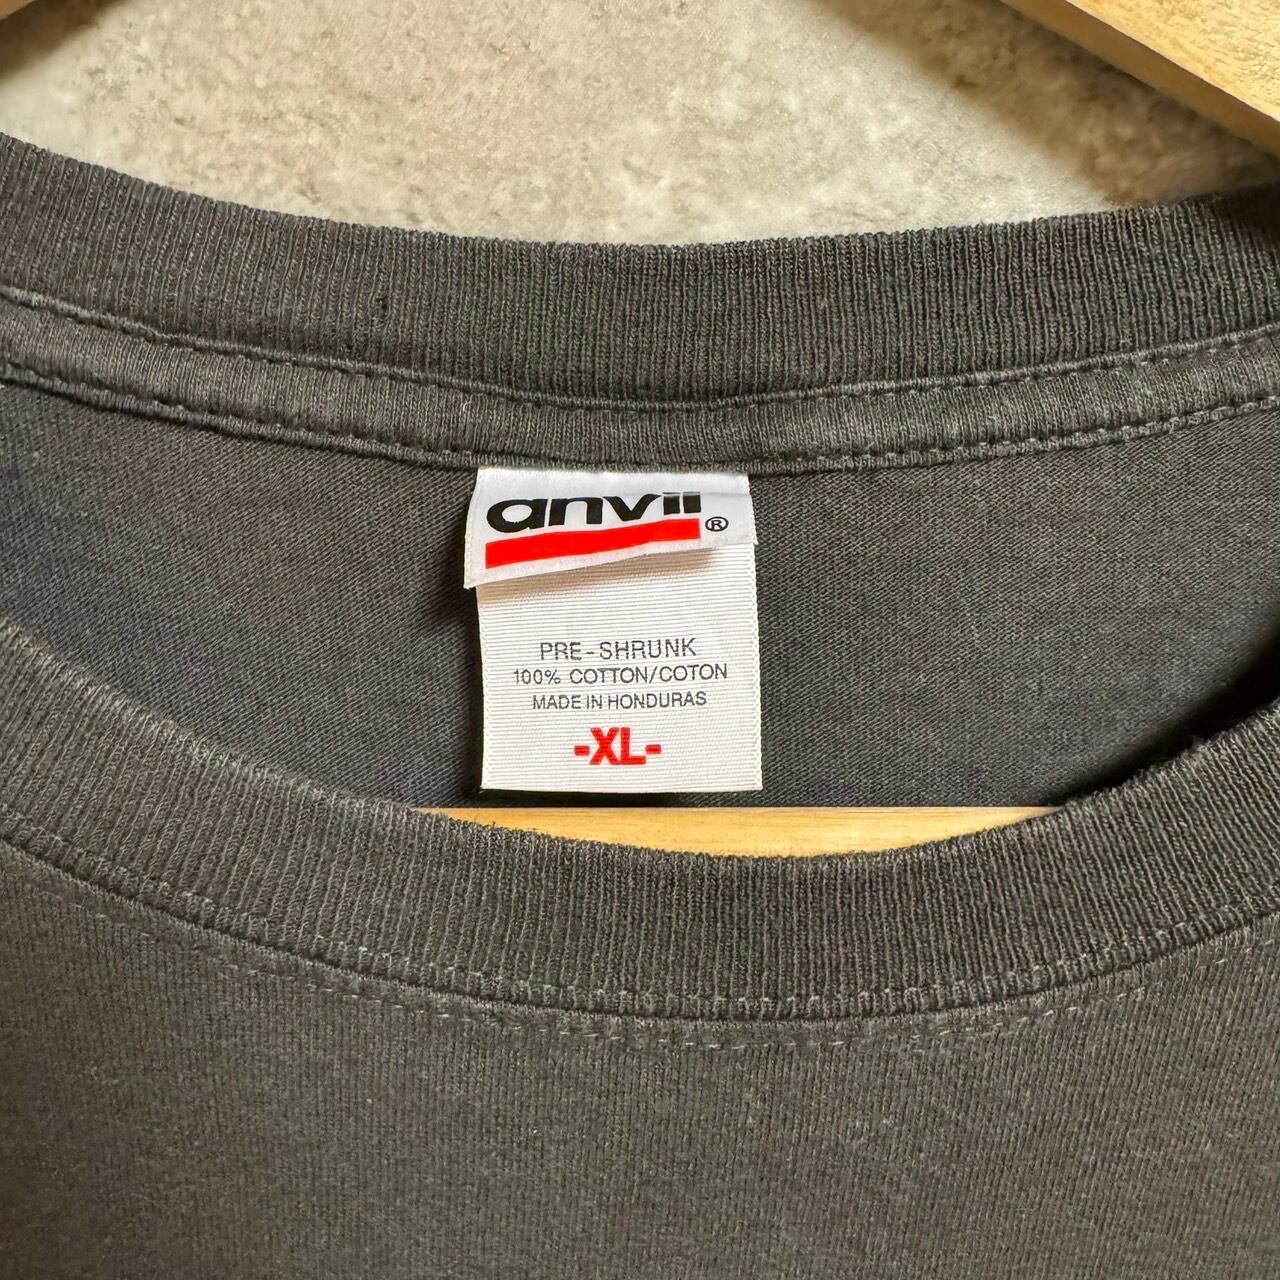 anvil®
PRE-SHRUNK
100% COTTON/COTON
MADE IN HONDURAS
-XL-